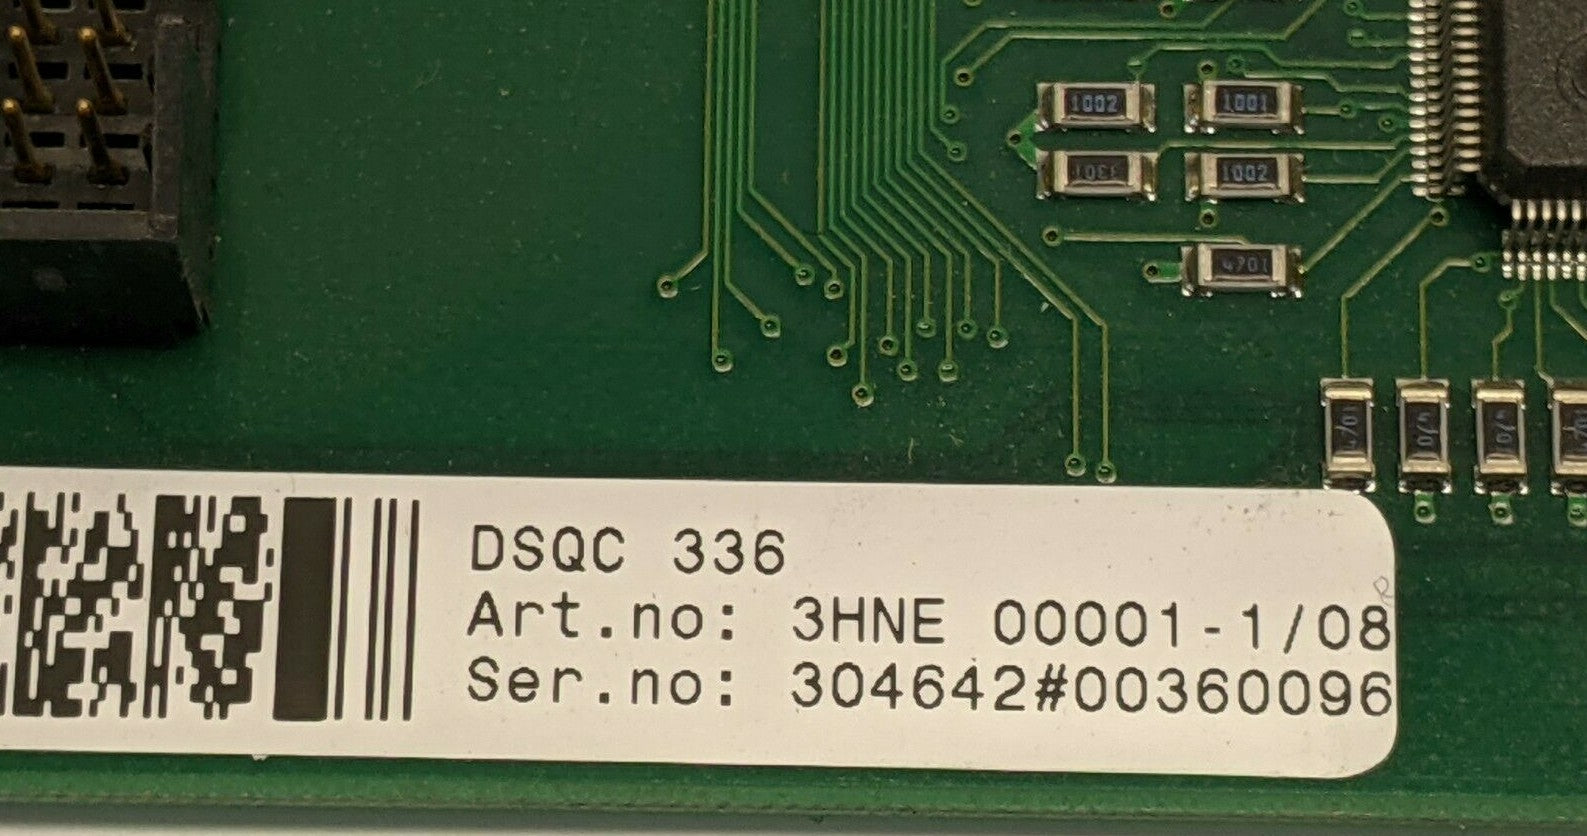 1002
1001
1002
4701
DSQC 336
Art.no: 3HNE 00001-1/08
R
Ser.no: 304642#00360096